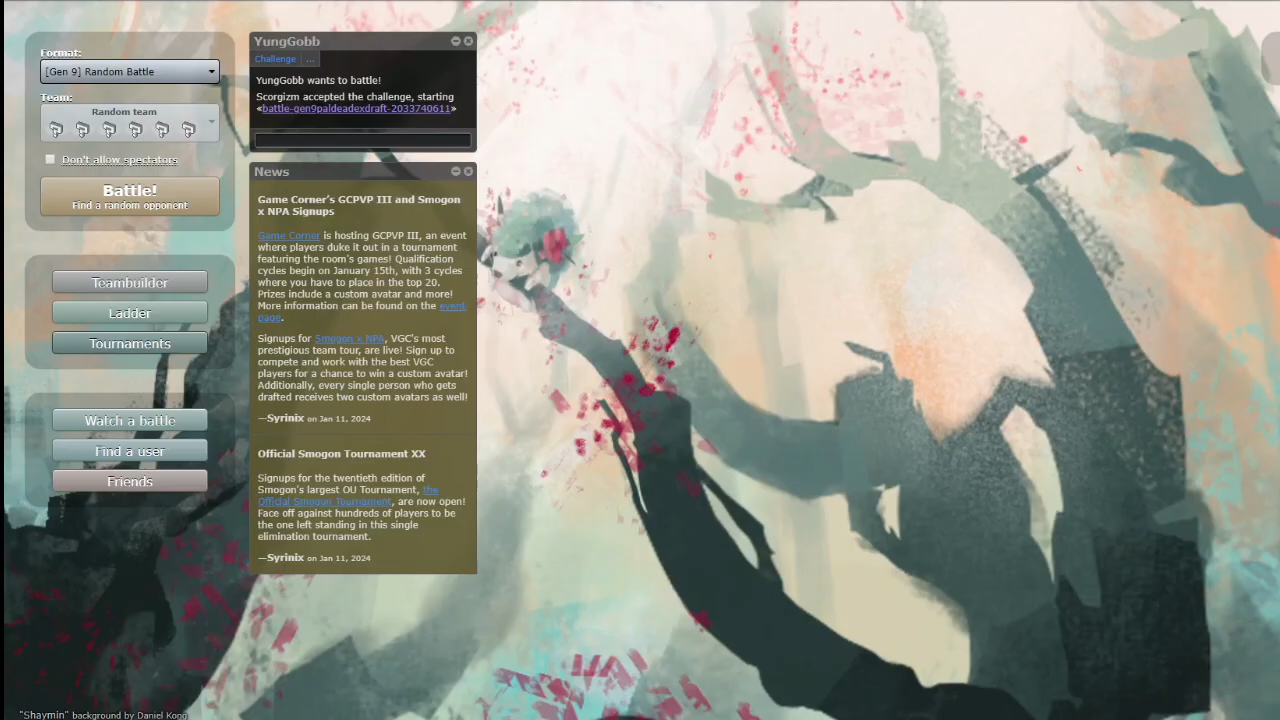 Format:
[Gen 9] Random Battle
Team:
Random team
Don't allow spectators
Battle!
Find a random opponent
Teambuilder
Ladder
Tournaments
Watch a battle
Find a user
Friends
YungGobb
Challenge
...
YungGobb wants to battle!
Scorgizm accepted the challenge, starting
«battle-gen9paldeadexdraft-2033740611»
News
Game Corner's GCPVP III and Smogon
x NPA Signups
Game Corner is hosting GCPVP III, an event
where players duke it out in a tournament
featuring the room's games! Qualification
cycles begin on January 15th, with 3 cycles
where you have to place in the top 20.
Prizes include a custom avatar and more!
More information can be found on the event
page.
Signups for Smogon x NPA, VGC's most
prestigious team tour, are live! Sign up to
compete and work with the best VGC
players for a chance to win a custom avatar!
Additionally, every single person who gets
drafted receives two custom avatars as well!
—Syrinix on Jan 11, 2024
Official Smogon Tournament XX
Signups for the twentieth edition of
Smogon's largest OU Tournament, the
Official Smogon Tournament, are now open!
Face off against hundreds of players to be
the one left standing in this single
elimination tournament.
—Syrinix on Jan 11, 2024
"Shaymin" background by Daniel Kong